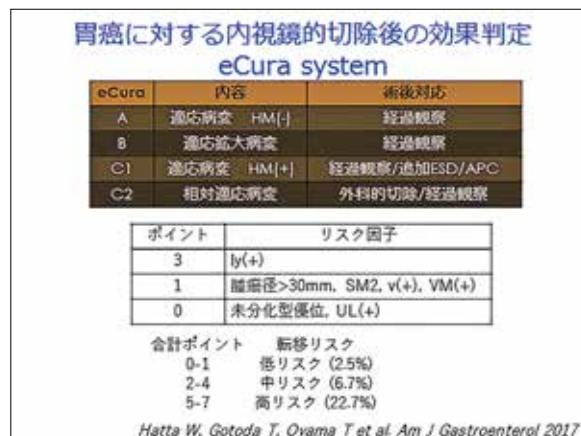 胃癌に対する内視鏡的切除後の効果判定
eCura system
eCura 内容 術後対応
A 適応病変 HM(-) 経過観察
B 適応拡大病変 経過観察
C1 適応病変 HM(+) 経過観察/追加ESD/APC
C2 相対適応病変 外科的切除/経過観察
ポイント リスク因子
3 ly(+)
1 腫瘍径>30mm, SM2, v(+), VM(+)
0 未分化型優位, UL(+)
合計ポイント 転移リスク
0-1 低リスク (2.5%)
2-4 中リスク (6.7%)
5-7 高リスク (22.7%)
Hatta W, Gotoda T, Oyama T et al. Am J Gastroenterol 2017